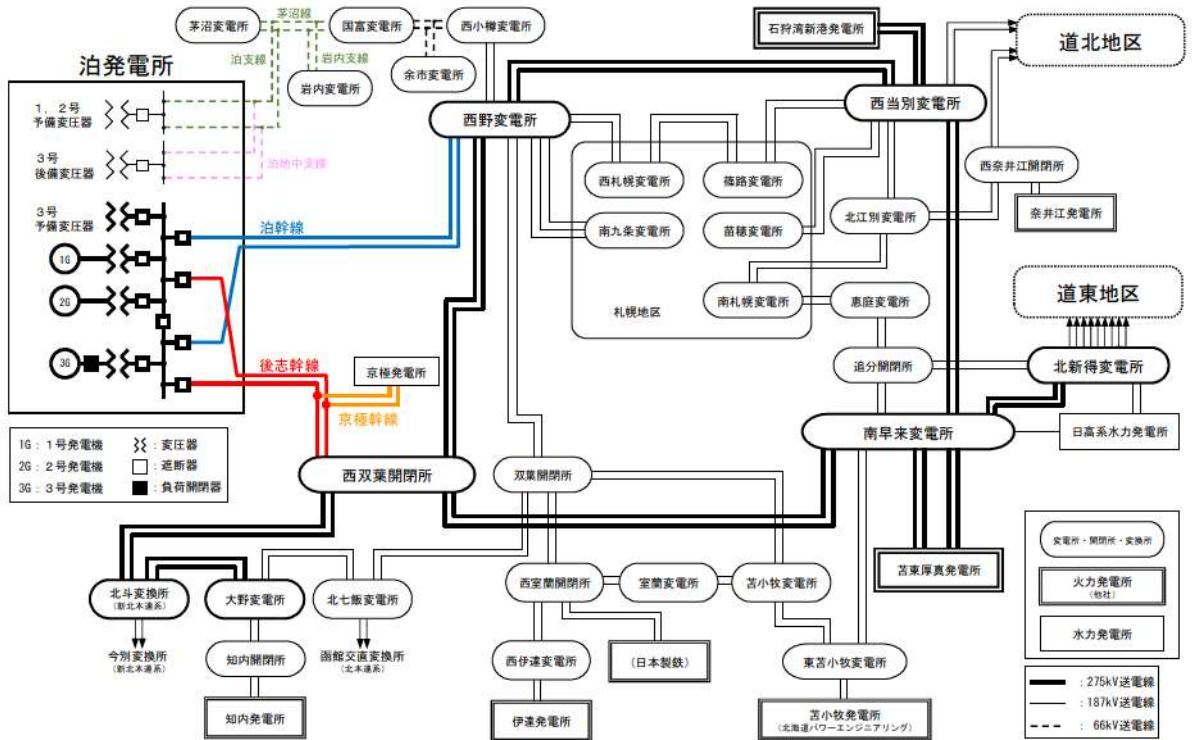 茅沼変電所
茅沼線
国富変電所
西小樽変電所
石狩湾新港発電所
道北地区
泊支線
岩内支線
岩内変電所
余市変電所
泊発電所
1,2号
予備変圧器
3号
後備変圧器
泊地中支線
3号
予備変圧器
1G
2G
3G
泊幹線
後志幹線
京極幹線
京極発電所
西野変電所
西当別変電所
西札幌変電所
篠路変電所
南九条変電所
苗穂変電所
南札幌変電所
札幌地区
北江別変電所
恵庭変電所
追分開閉所
西奈井江開閉所
奈井江発電所
道東地区
北新得変電所
日高系水力発電所
南早来変電所
1G:1号発電機
:変圧器
2G:2号発電機
:遮断器
3G:3号発電機
:負荷開閉器
西双葉開閉所
双葉開閉所
苫東厚真発電所
北斗変換所
(新北本連系)
大野変電所
北七飯変電所
西室蘭開閉所
室蘭変電所
苫小牧変電所
今別変換所
(新北本連系)
知内開閉所
函館交直変換所
(北本連系)
西伊達変電所
(日本製鉄)
東苫小牧変電所
知内発電所
伊達発電所
苫小牧発電所
(北海道パワーエンジニアリング)
変電所・開閉所・変換所
火力発電所
(他社)
水力発電所
:275kV送電線
:187kV送電線
:66kV送電線